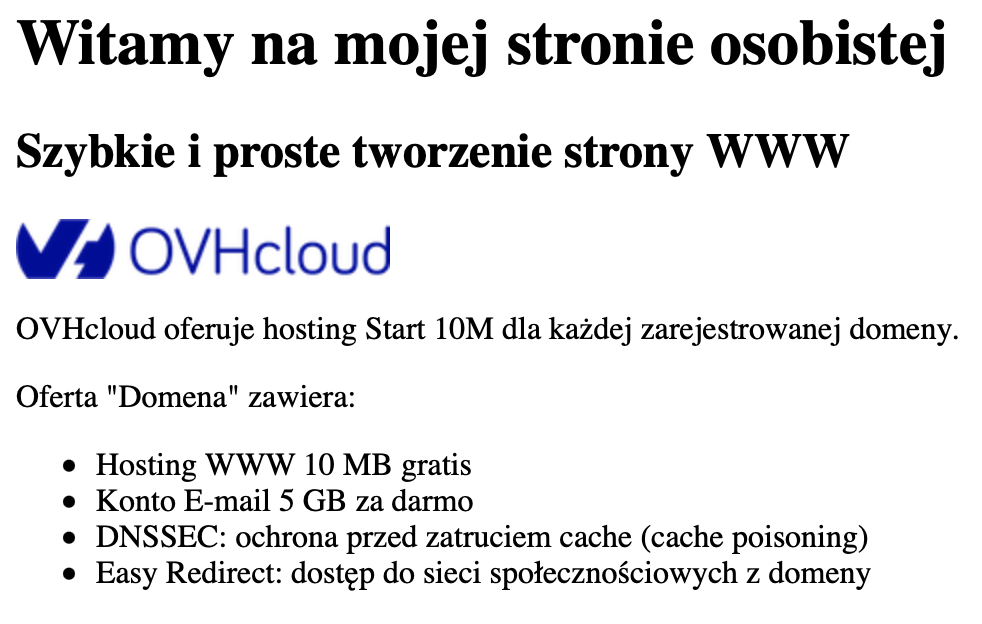 Witamy na mojej stronie osobistej
Szybkie i proste tworzenie strony WWW
OVHcloud
OVHcloud oferuje hosting Start 10M dla każdej zarejestrowanej domeny.
Oferta "Domena" zawiera:
• Hosting WWW 10 MB gratis
• Konto E-mail 5 GB za darmo
• DNSSEC: ochrona przed zatruciem cache (cache poisoning)
• Easy Redirect: dostęp do sieci społecznościowych z domeny